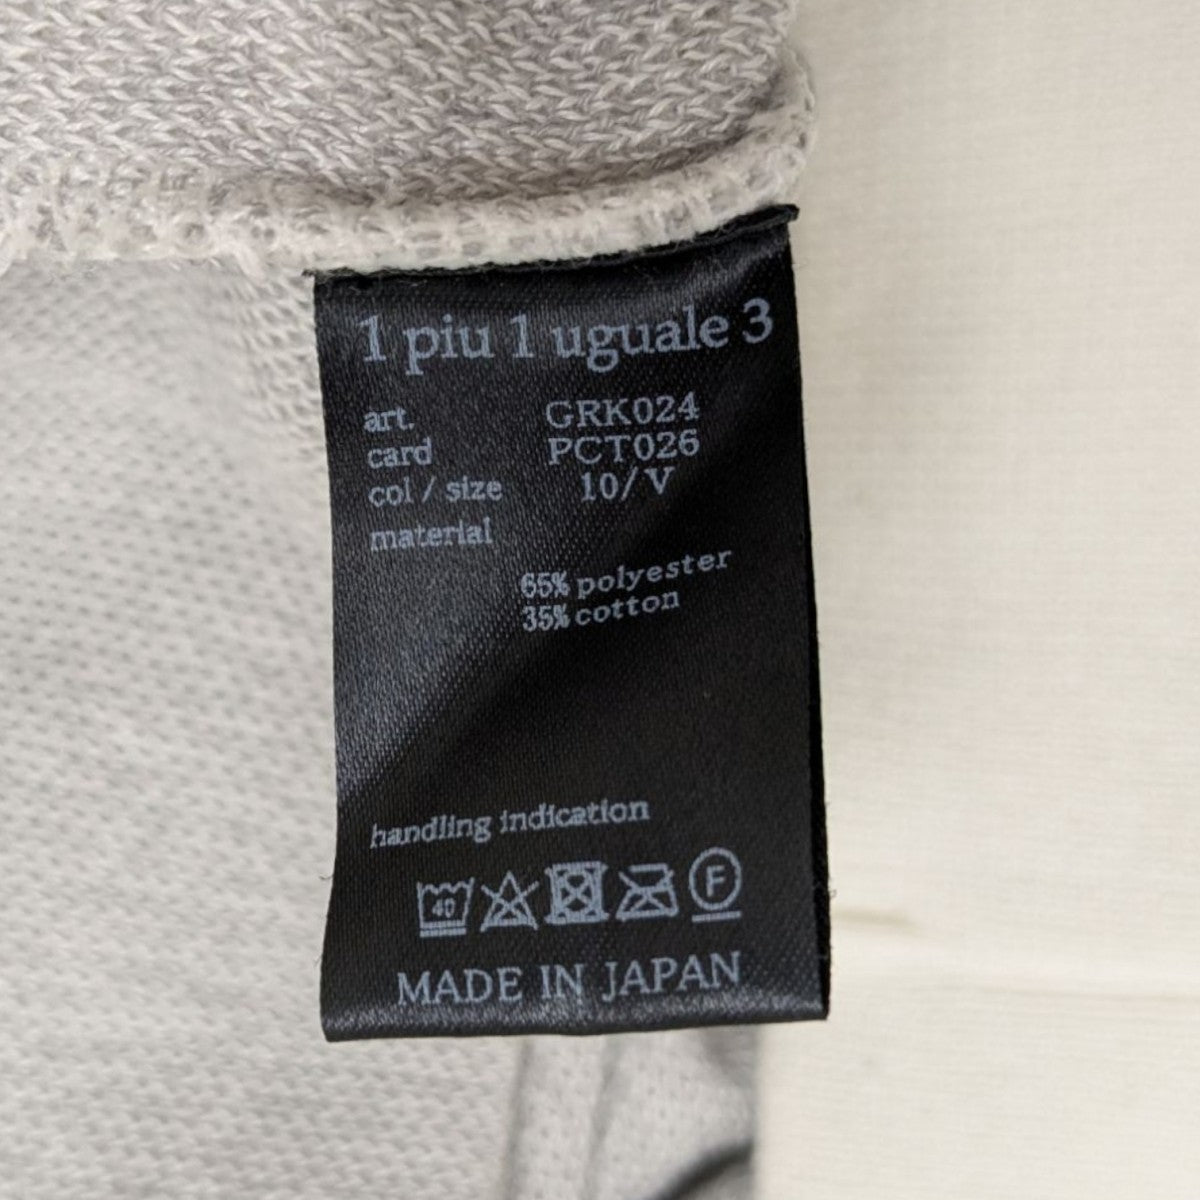 1 piu 1 uguale 3
art. GRK024
card PCT026
col / size 10/V
material
65% polyester
35% cotton
handling indication
40 F
MADE IN JAPAN